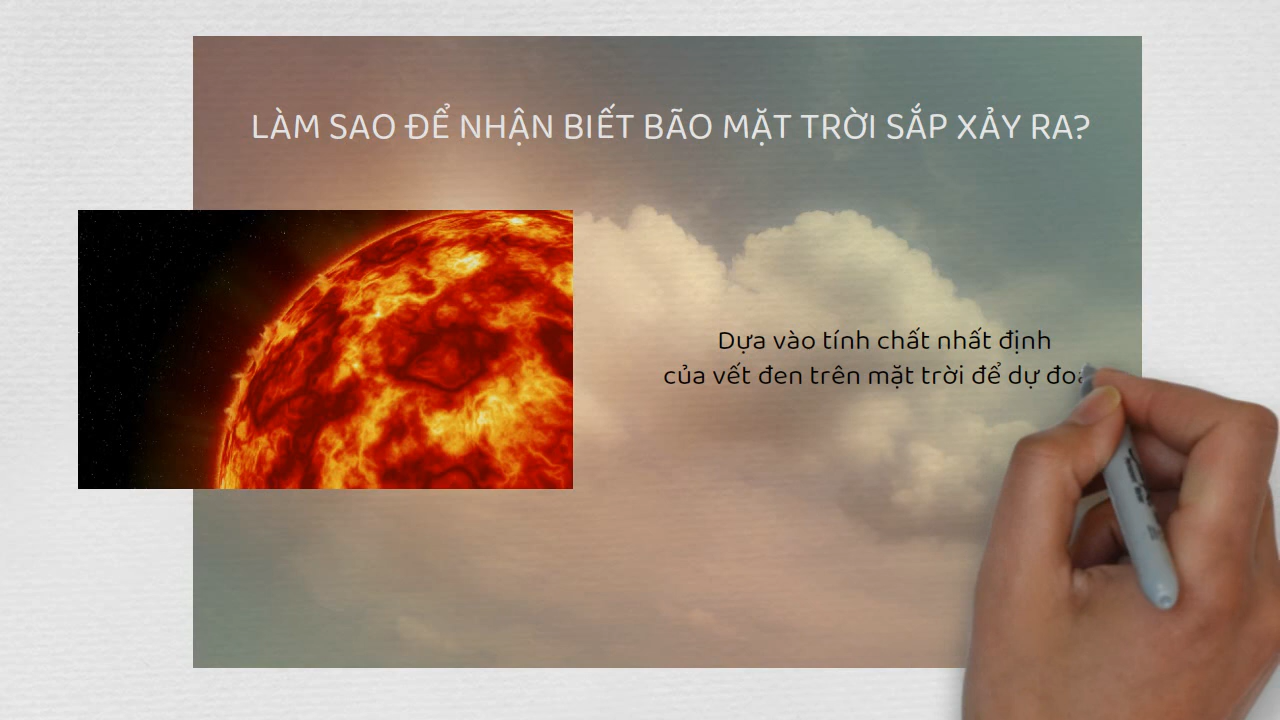 LÀM SAO ĐỂ NHẬN BIẾT BÃO MẶT TRỜI SẮP XẢY RA?
Dựa vào tính chất nhất định
của vết đen trên mặt trời để dự